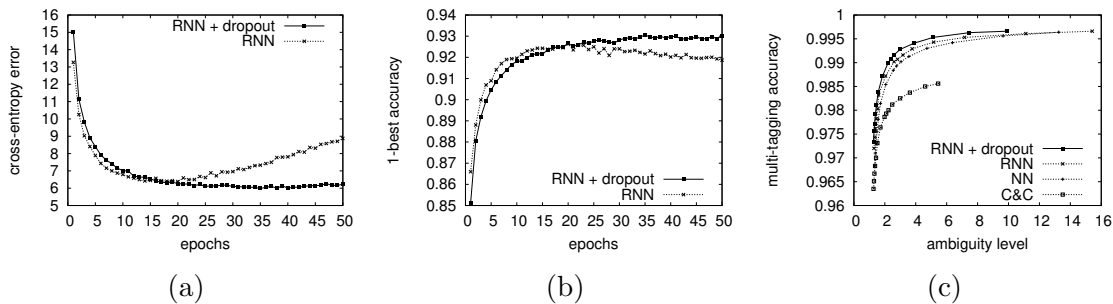 16
15
14
13
12
11
10
9
8
7
6
5
0 5 10 15 20 25 30 35 40 45 50
cross-entropy error
epochs
RNN + dropout
RNN
(a)
0.94
0.93
0.92
0.91
0.9
0.89
0.88
0.87
0.86
0.85
0 5 10 15 20 25 30 35 40 45 50
1-best accuracy
epochs
RNN + dropout
RNN
(b)
1
0.995
0.99
0.985
0.98
0.975
0.97
0.965
0.96
0 2 4 6 8 10 12 14 16
multi-tagging accuracy
ambiguity level
RNN + dropout
RNN
NN
C&C
(c)